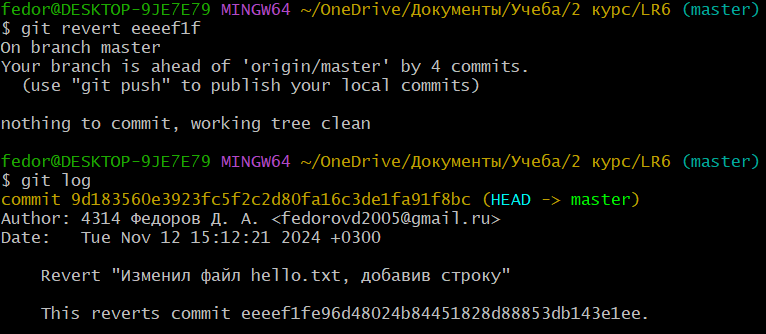 fedor@DESKTOP-9JE7E79 MINGW64 ~/OneDrive/Документы/Учеба/2 курс/LR6 (master)
$ git revert eeeef1f
On branch master
Your branch is ahead of 'origin/master' by 4 commits.
  (use "git push" to publish your local commits)

nothing to commit, working tree clean

fedor@DESKTOP-9JE7E79 MINGW64 ~/OneDrive/Документы/Учеба/2 курс/LR6 (master)
$ git log
commit 9d183560e3923fc5f2c2d80fa16c3de1fa91f8bc (HEAD -> master)
Author: 4314 Федоров Д. А. <fedorovd2005@gmail.ru>
Date:   Tue Nov 12 15:12:21 2024 +0300

    Revert "Изменил файл hello.txt, добавив строку"

    This reverts commit eeeef1fe96d48024b84451828d88853db143e1ee.